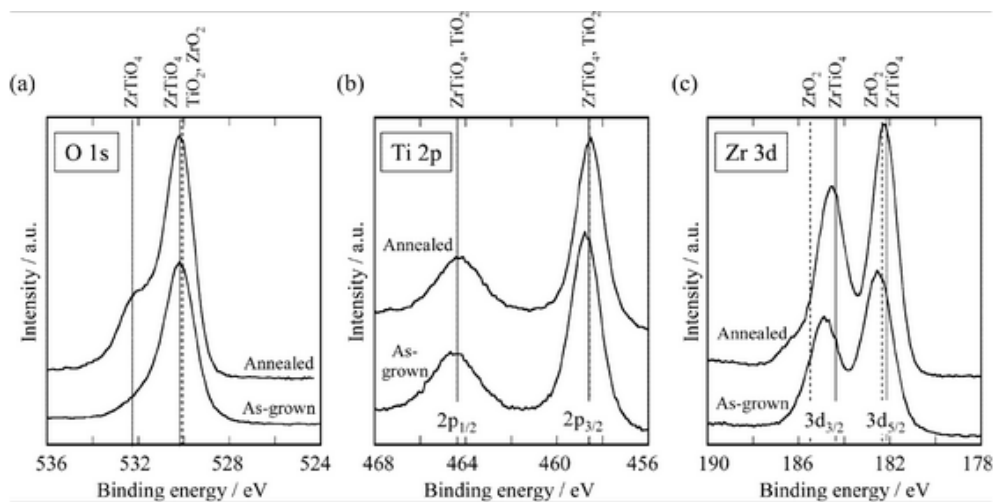 (a)
ZrTiO₄
ZrTiO₄
TiO₂, ZrO₂
O 1s
Annealed
As-grown
Intensity / a.u.
536 532 528 524
Binding energy / eV
(b)
ZrTiO₄, TiO₂
ZrTiO₄, TiO₂
Ti 2p
Annealed
As-
grown
2p₁/₂ 2p₃/₂
Intensity / a.u.
468 464 460 456
Binding energy / eV
(c)
ZrO₂
ZrTiO₄
ZrO₂
ZrTiO₄
Zr 3d
Annealed
As-grown
3d₃/₂ 3d₅/₂
Intensity / a.u.
190 186 182 178
Binding energy / eV